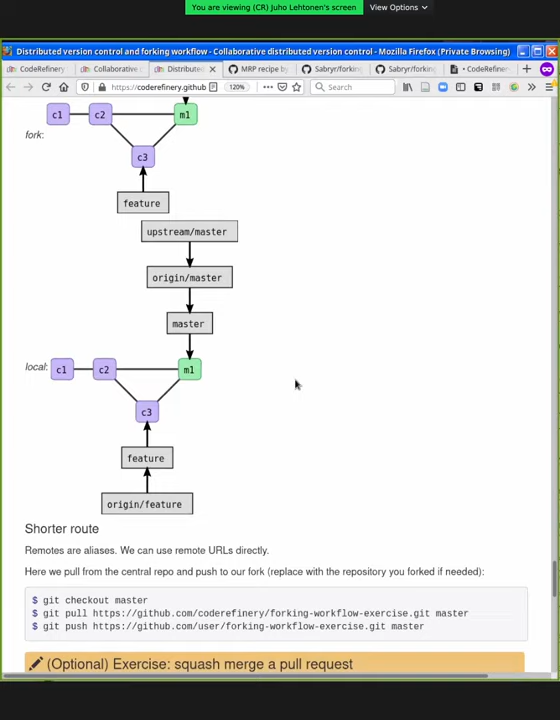 You are viewing (CR) Juho Lehtonen's screen View Options
Distributed version control and forking workflow - Collaborative distributed version control - Mozilla Firefox (Private Browsing)
CodeRefinery Collaborative Distributed MRP recipe by Sabryr/forking Sabryr/forking • CodeRefine
https://coderefinery.github 120% Search
c1 c2 m1
fork:
c3
feature
upstream/master
origin/master
master
local: c1 c2 m1
c3
feature
origin/feature
Shorter route
Remotes are aliases. We can use remote URLs directly.
Here we pull from the central repo and push to our fork (replace with the repository you forked if needed):
$ git checkout master
$ git pull https://github.com/coderefinery/forking-workflow-exercise.git master
$ git push https://github.com/user/forking-workflow-exercise.git master
(Optional) Exercise: squash merge a pull request